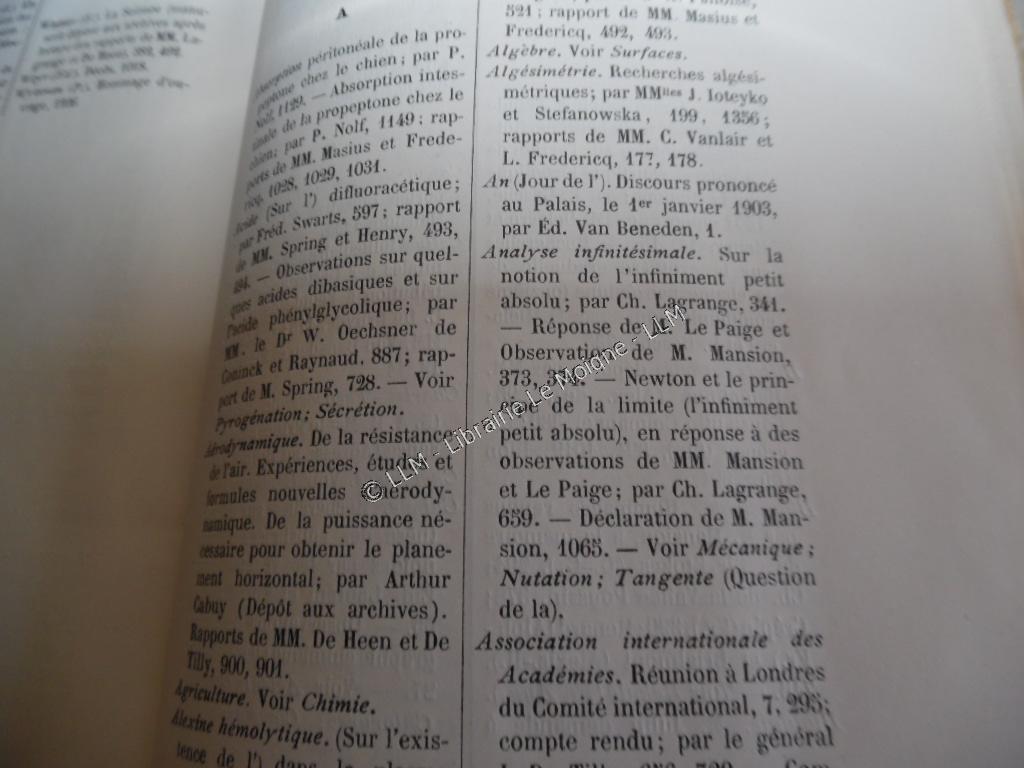 A
péritonéale de la pro-
peptone chez le chien; par P.
Nolf, 1129. — Absorption intes-
tinale de la propeptone chez le
chien; par P. Nolf, 1149; rap-
ports de MM. Masius et Frede-
ricq, 1028, 1029, 1031.
Acide (Sur l') difluoracétique;
par Fréd. Swarts, 597; rapport
de MM. Spring et Henry, 493,
494. — Observations sur quel-
ques acides dibasiques et sur
l'acide phénylglycolique; par
MM. le Dr W. Oechsner de
Coninck et Raynaud, 887; rap-
port de M. Spring, 728. — Voir
Pyrogénation; Sécrétion.
Aérodynamique. De la résistance
de l'air. Expériences, études et
formules nouvelles d'aérody-
namique. De la puissance né-
cessaire pour obtenir le plane-
ment horizontal; par Arthur
Cabuy (Dépôt aux archives).
Rapports de MM. De Heen et De
Tilly, 900, 901.
Agriculture. Voir Chimie.
Alexine hémolytique. (Sur l'exis-
tence de l') dans le
521; rapport de MM. Masius et
Fredericq, 492, 493.
Algèbre. Voir Surfaces.
Algésimétrie. Recherches algési-
métriques; par MMlles J. Ioteyko
et Stefanowska, 199, 1356;
rapports de MM. C. Vanlair et
L. Fredericq, 177, 178.
An (Jour de l'). Discours prononcé
au Palais, le 1er janvier 1903,
par Éd. Van Beneden, 1.
Analyse infinitésimale. Sur la
notion de l'infiniment petit
absolu; par Ch. Lagrange, 341.
— Réponse de M. Le Paige et
Observation de M. Mansion,
373, 374. — Newton et le prin-
cipe de la limite (l'infiniment
petit absolu), en réponse à des
observations de MM. Mansion
et Le Paige; par Ch. Lagrange,
659. — Déclaration de M. Man-
sion, 1065. — Voir Mécanique;
Nutation; Tangente (Question
de la).
Association internationale des
Académies. Réunion à Londres
du Comité international, 7, 295;
compte rendu; par le général
© LLM - Librairie Le Moigne - LLM